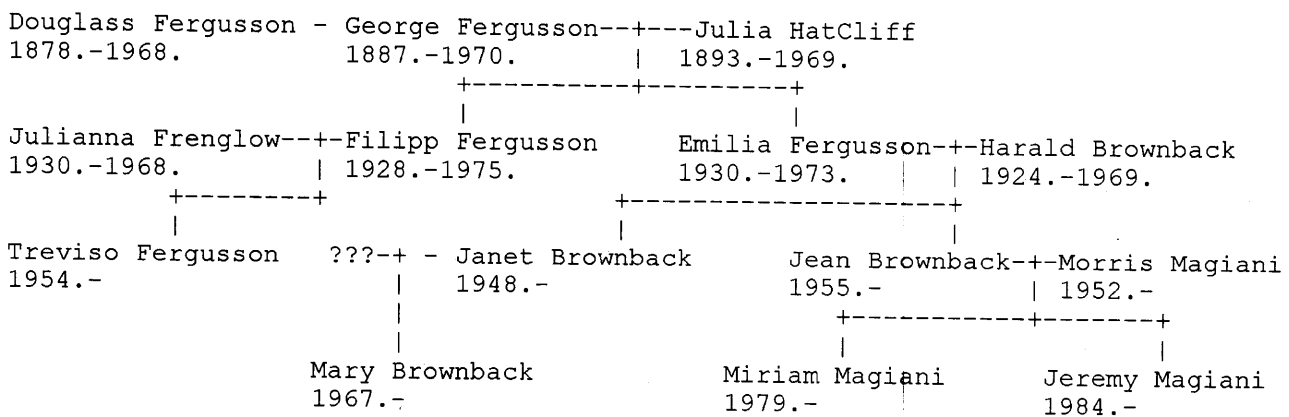 Douglass Fergusson - George Fergusson--+---Julia HatCliff
1878.-1968. 1887.-1970. | 1893.-1969.
+----------+---------+
| |
Julianna Frenglow--+-Filipp Fergusson Emilia Fergusson-+-Harald Brownback
1930.-1968. | 1928.-1975. 1930.-1973. | 1924.-1969.
+--------+ +-------------------+
| | |
Treviso Fergusson ???-+ - Janet Brownback Jean Brownback-+-Morris Magiani
1954.- | 1948.- 1955.- | 1952.-
| +-----------+-------+
| | |
Mary Brownback Miriam Magiani Jeremy Magiani
1967.- 1979.- 1984.-